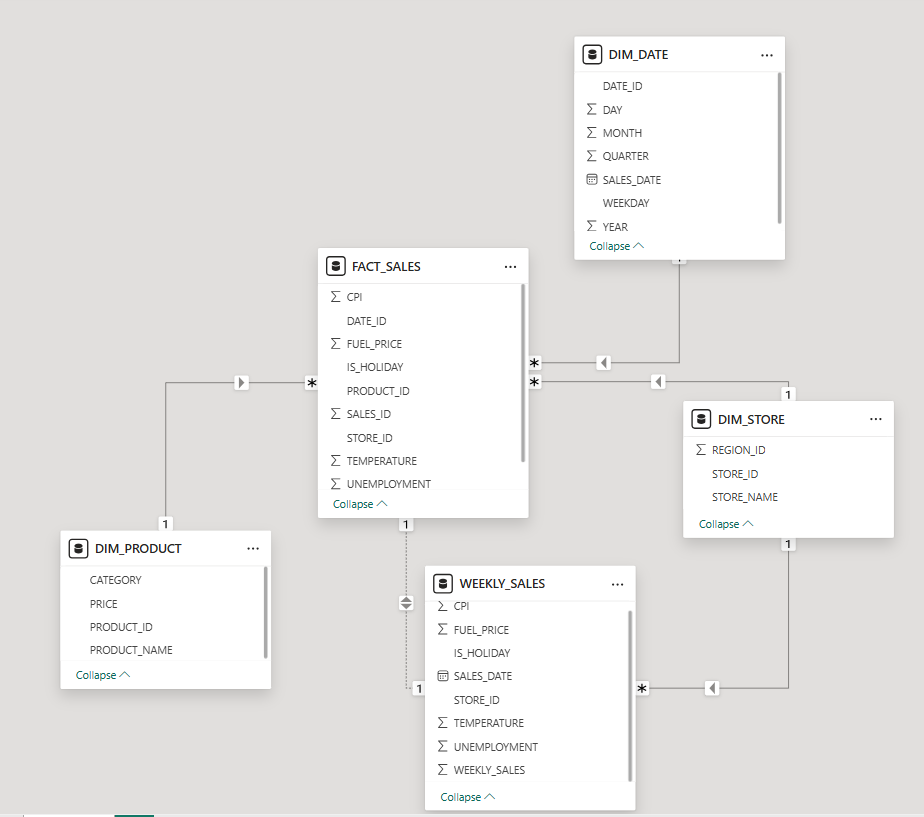 DIM_DATE
DATE_ID
DAY
MONTH
QUARTER
SALES_DATE
WEEKDAY
YEAR
Collapse
FACT_SALES
CPI
DATE_ID
FUEL_PRICE
IS_HOLIDAY
PRODUCT_ID
SALES_ID
STORE_ID
TEMPERATURE
UNEMPLOYMENT
Collapse
*
*
*
1
DIM_STORE
REGION_ID
STORE_ID
STORE_NAME
Collapse
1
1
DIM_PRODUCT
CATEGORY
PRICE
PRODUCT_ID
PRODUCT_NAME
Collapse
1
1
*
WEEKLY_SALES
CPI
FUEL_PRICE
IS_HOLIDAY
SALES_DATE
STORE_ID
TEMPERATURE
UNEMPLOYMENT
WEEKLY_SALES
Collapse